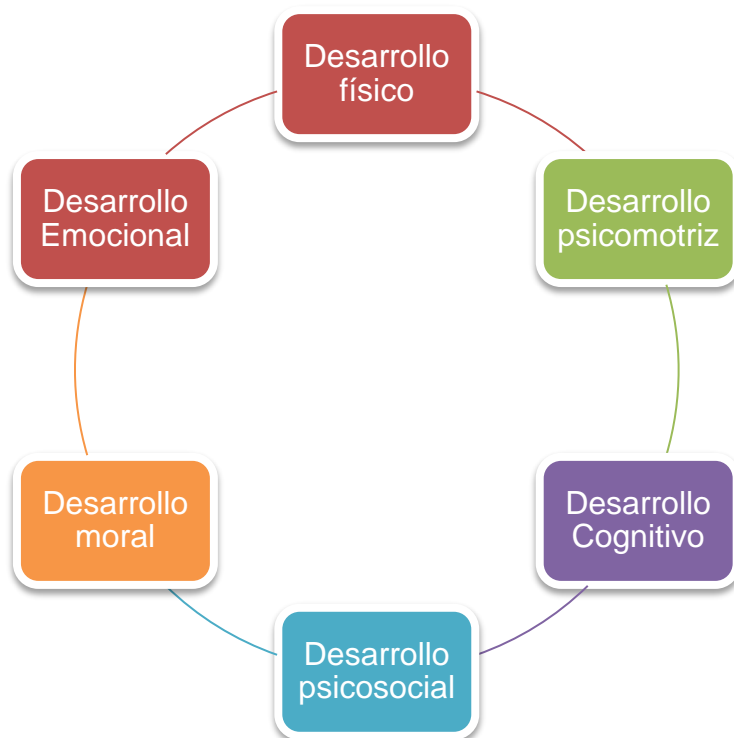 Desarrollo
físico
Desarrollo
psicomotriz
Desarrollo
Cognitivo
Desarrollo
psicosocial
Desarrollo
moral
Desarrollo
Emocional